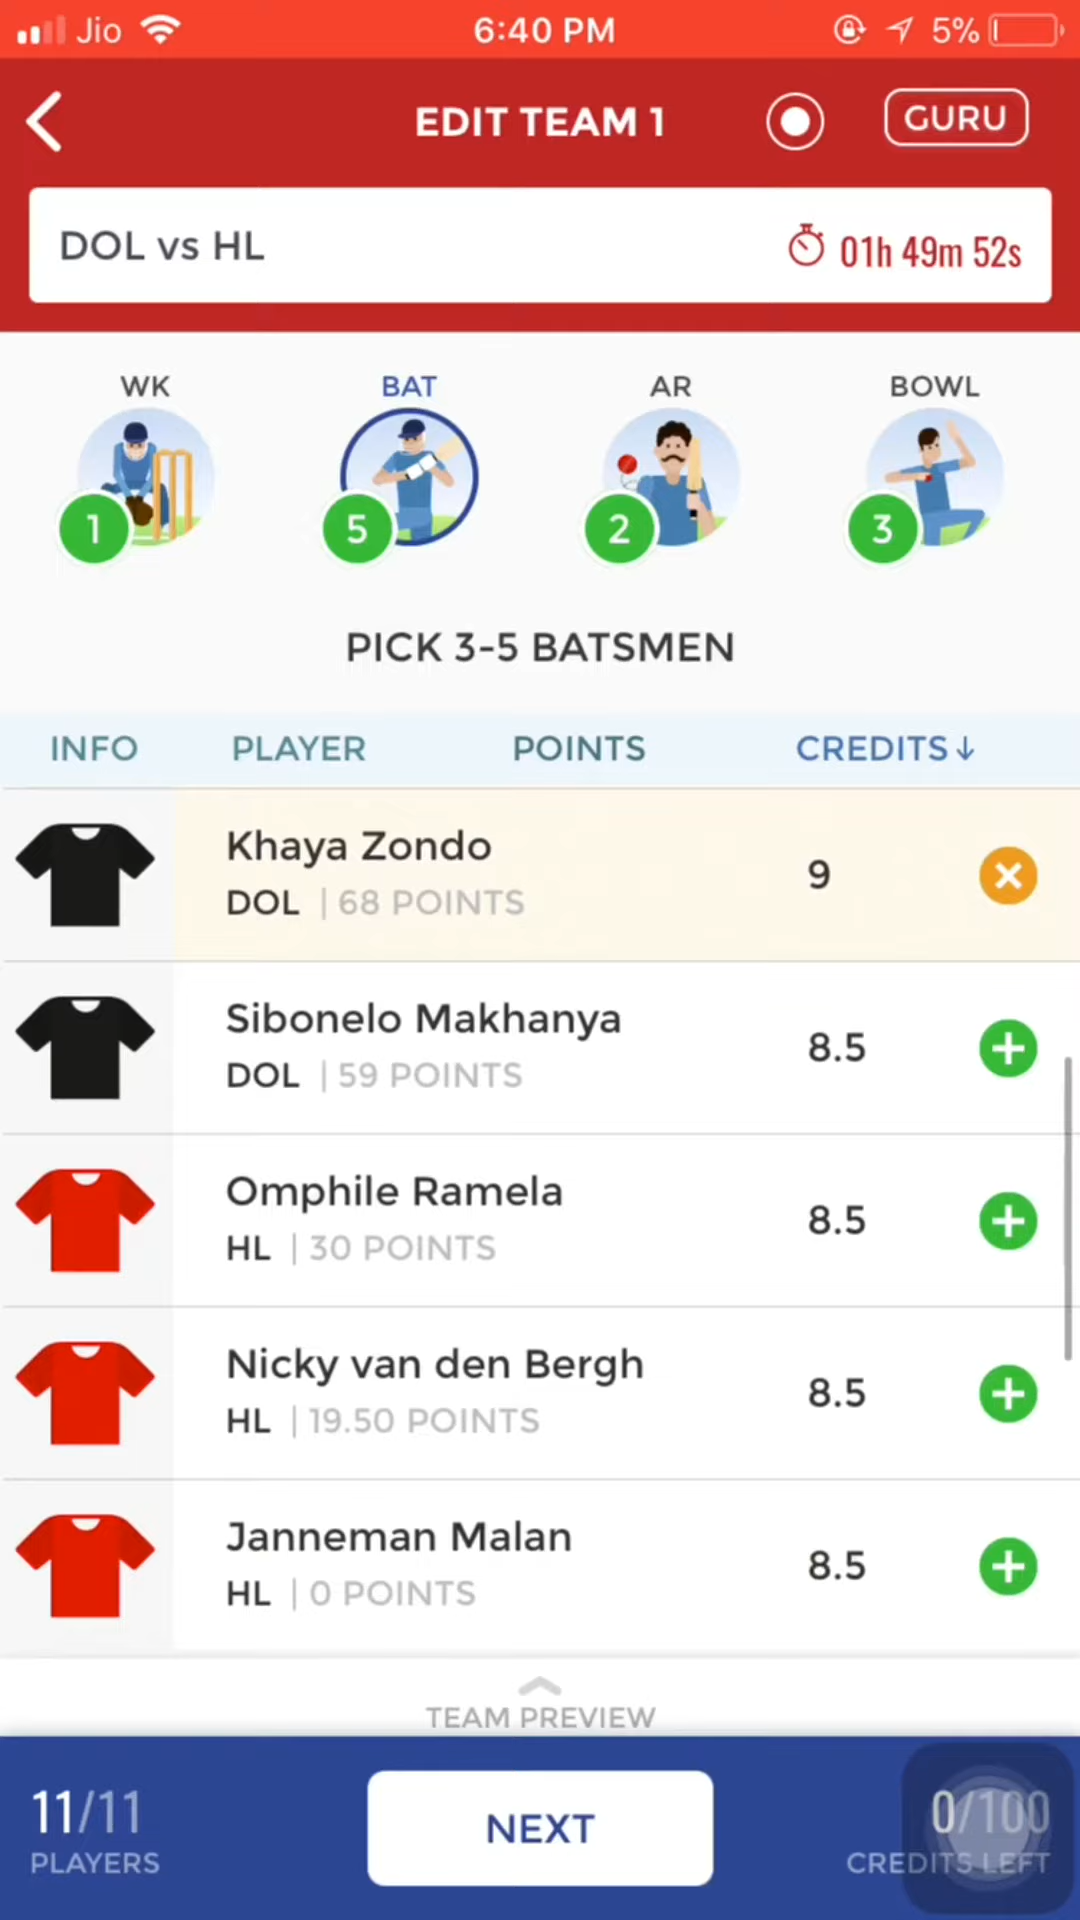 Jio 6:40 PM 5%
EDIT TEAM 1 GURU
DOL vs HL 01h 49m 52s
WK BAT AR BOWL
1 5 2 3
PICK 3-5 BATSMEN
INFO PLAYER POINTS CREDITS↓
Khaya Zondo
DOL | 68 POINTS 9
Sibonelo Makhanya
DOL | 59 POINTS 8.5
Omphile Ramela
HL | 30 POINTS 8.5
Nicky van den Bergh
HL | 19.50 POINTS 8.5
Janneman Malan
HL | 0 POINTS 8.5
TEAM PREVIEW
11/11 NEXT 0/100
PLAYERS CREDITS LEFT